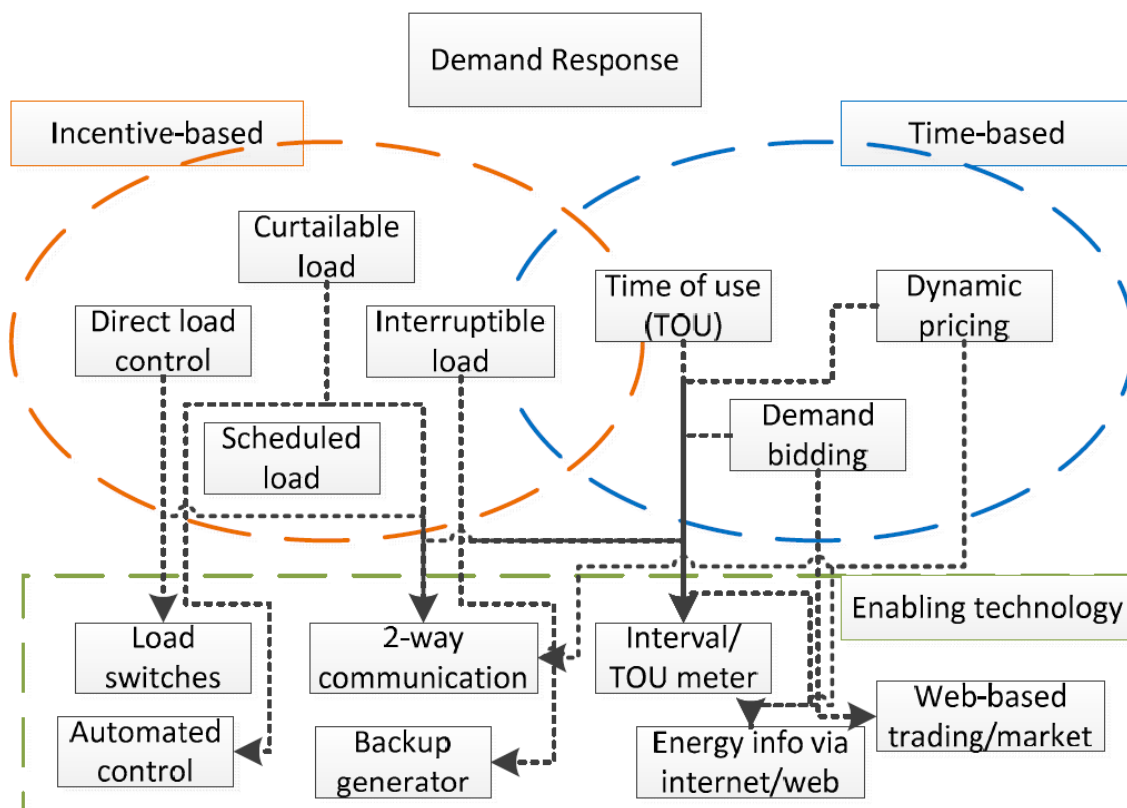 Demand Response
Incentive-based
Time-based
Curtailable
load
Direct load
control
Interruptible
load
Time of use
(TOU)
Dynamic
pricing
Scheduled
load
Demand
bidding
Enabling technology
Load
switches
2-way
communication
Interval/
TOU meter
Automated
control
Backup
generator
Energy info via
internet/web
Web-based
trading/market